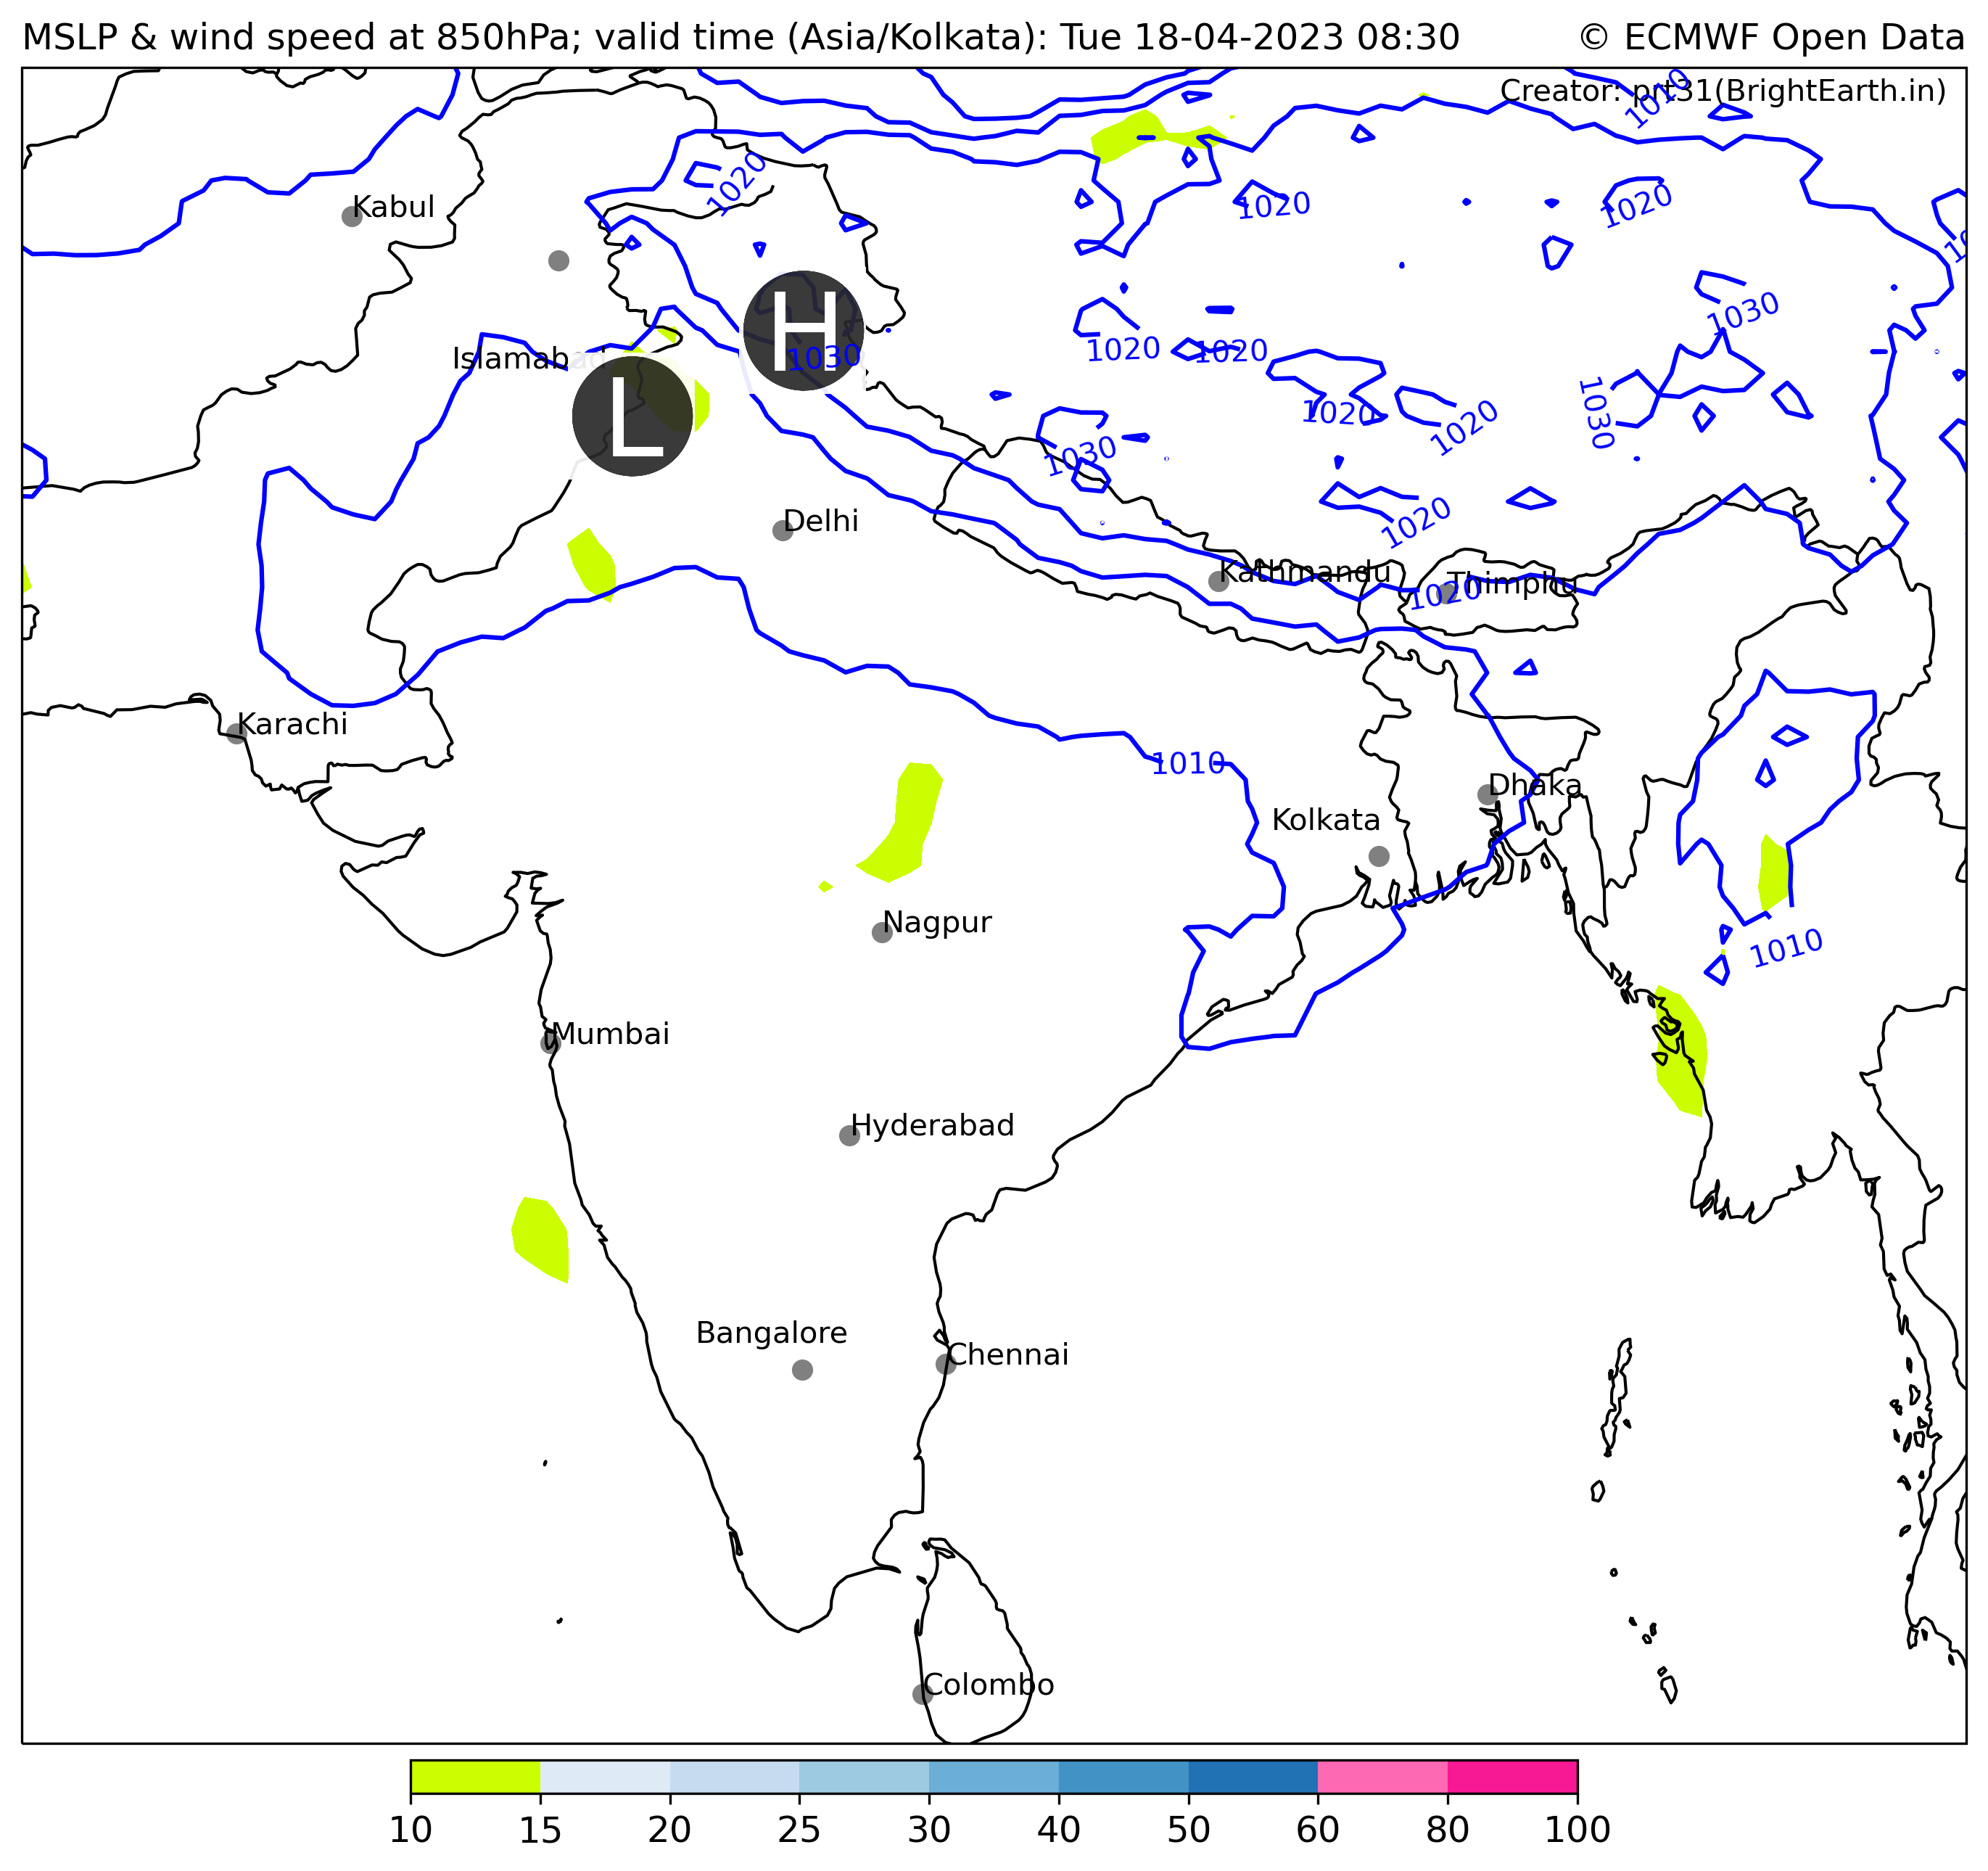 MSLP & wind speed at 850hPa; valid time (Asia/Kolkata): Tue 18-04-2023 08:30
© ECMWF Open Data
Creator: prt31(BrightEarth.in)
1010
1020
1020
1020
Kabul
H
1030
1030
Islamabad
1020
1020
L
1020
1020
1030
1030
Delhi
1020
Kathmandu
Thimphu
1020
Karachi
1010
Dhaka
Kolkata
Nagpur
1010
Mumbai
Hyderabad
Bangalore
Chennai
Colombo
10 15 20 25 30 40 50 60 80 100